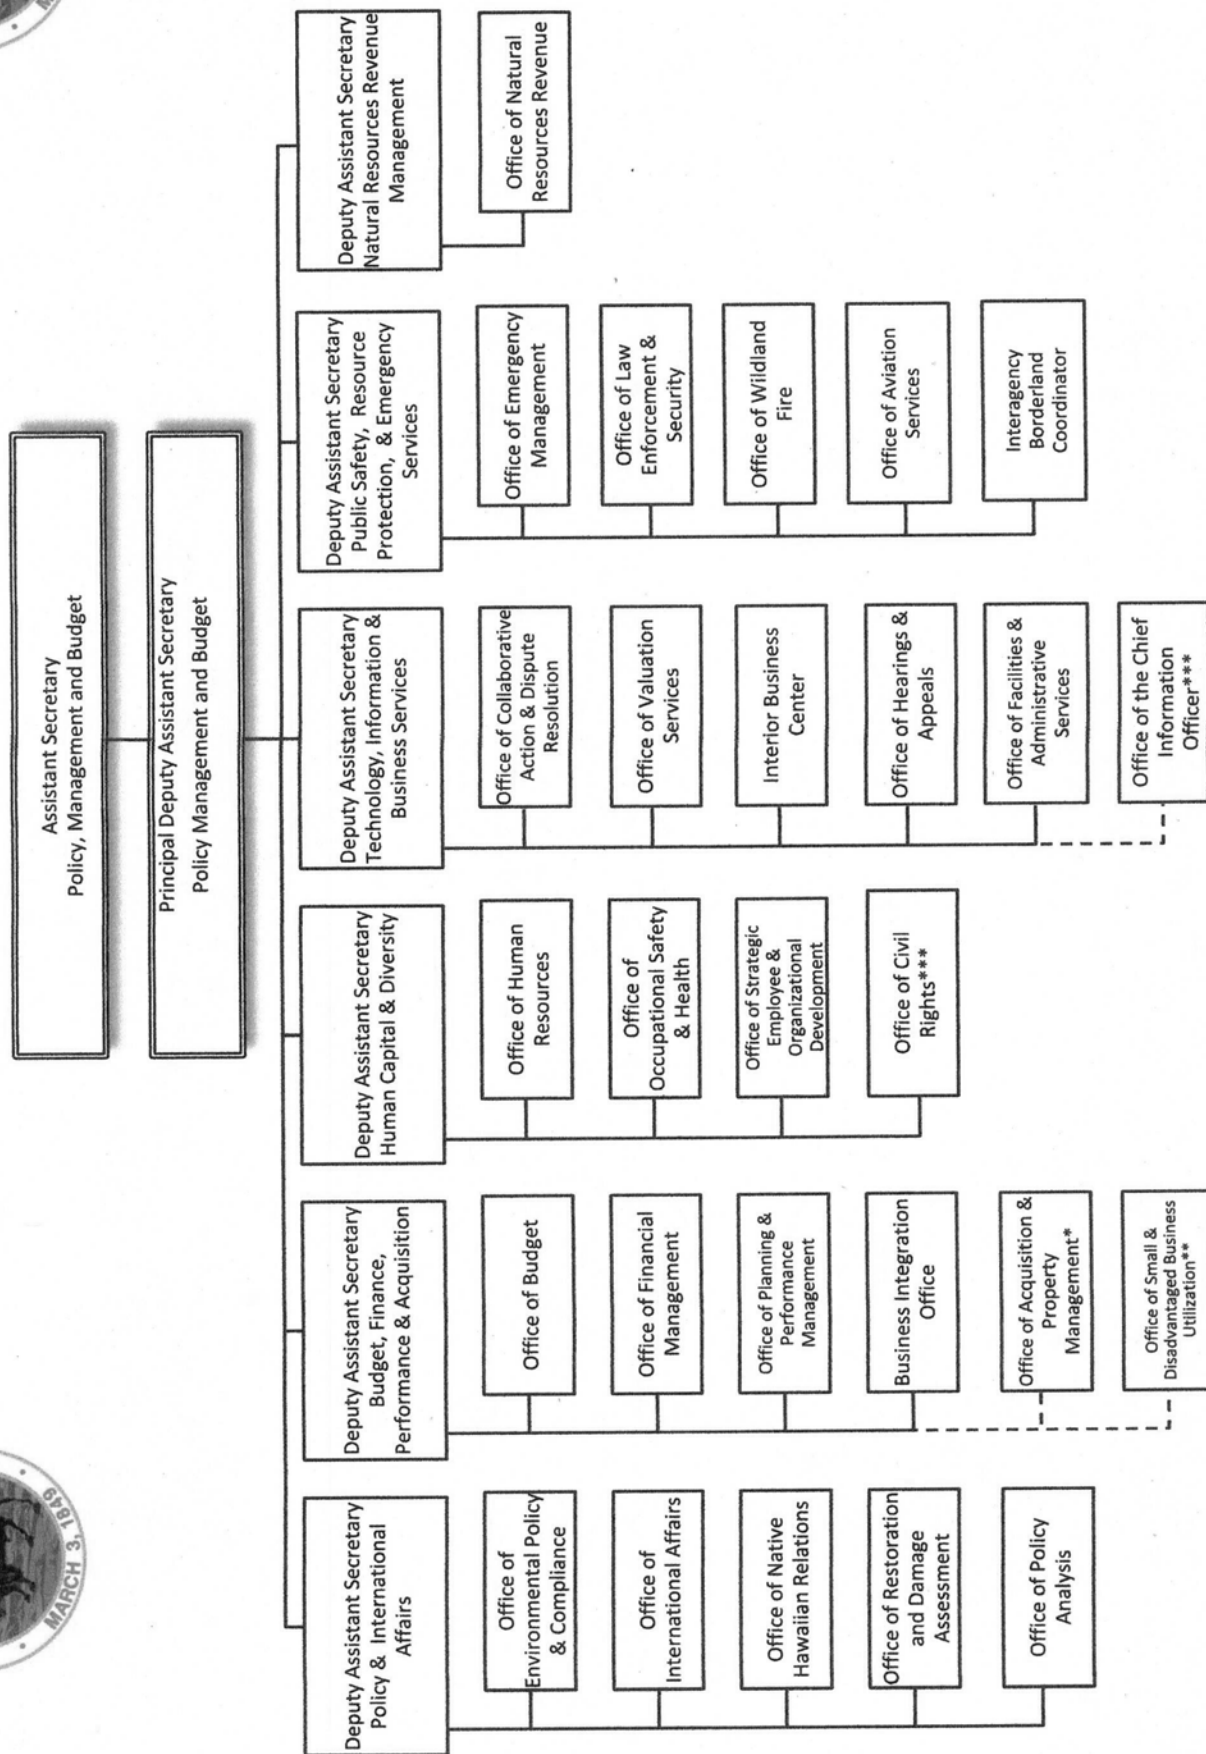 MARCH 3, 1849
Assistant Secretary
Policy, Management and Budget
Principal Deputy Assistant Secretary
Policy Management and Budget
Deputy Assistant Secretary
Policy & International
Affairs
Office of
Environmental Policy
& Compliance
Office of
International Affairs
Office of Native
Hawaiian Relations
Office of Restoration
and Damage
Assessment
Office of Policy
Analysis
Deputy Assistant Secretary
Budget, Finance,
Performance & Acquisition
Office of Budget
Office of Financial
Management
Office of Planning &
Performance
Management
Business Integration
Office
Office of Acquisition &
Property
Management*
Office of Small &
Disadvantaged Business
Utilization**
Deputy Assistant Secretary
Human Capital & Diversity
Office of Human
Resources
Office of
Occupational Safety
& Health
Office of Strategic
Employee &
Organizational
Development
Office of Civil
Rights***
Deputy Assistant Secretary
Technology, Information &
Business Services
Office of Collaborative
Action & Dispute
Resolution
Office of Valuation
Services
Interior Business
Center
Office of Hearings &
Appeals
Office of Facilities &
Administrative
Services
Office of the Chief
Information
Officer***
Deputy Assistant Secretary
Public Safety, Resource
Protection, & Emergency
Services
Office of Emergency
Management
Office of Law
Enforcement &
Security
Office of Wildland
Fire
Office of Aviation
Services
Interagency
Borderland
Coordinator
Deputy Assistant Secretary
Natural Resources Revenue
Management
Office of Natural
Resources Revenue